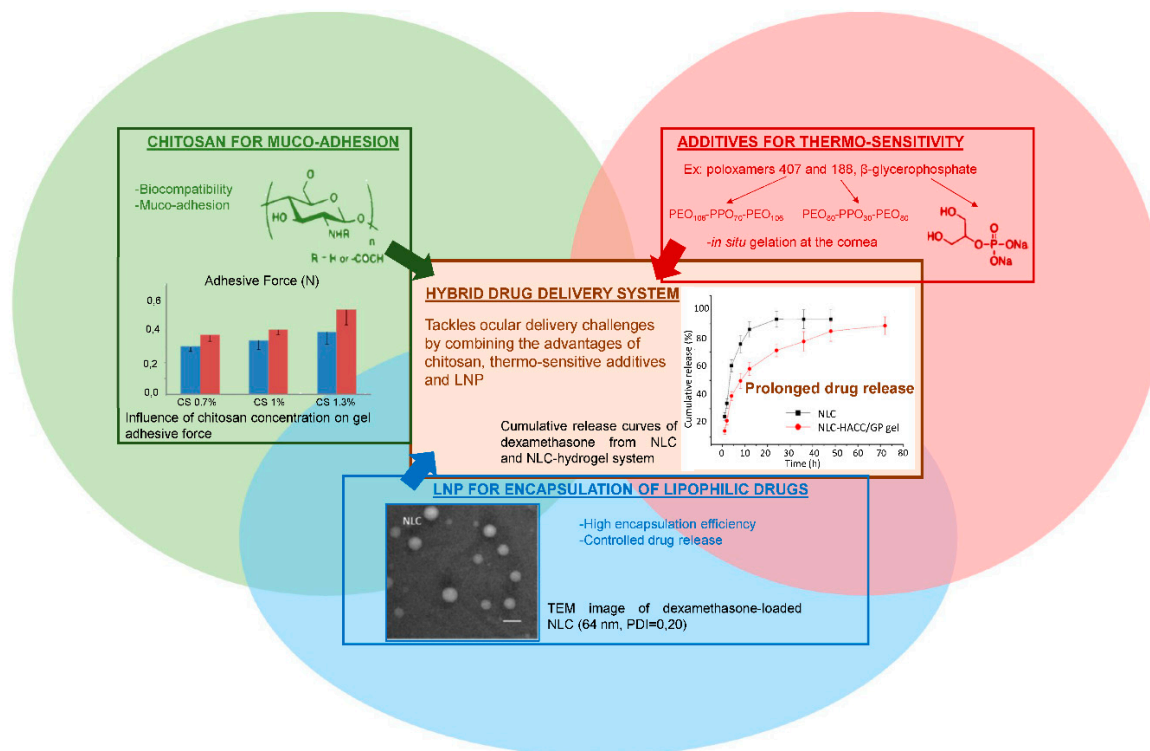 CHITOSAN FOR MUCO-ADHESION
-Biocompatibility
-Muco-adhesion
O
R
O
O
HO
NHR
n
R - H or -COCH
Adhesive Force (N)
0,6
0,4
0,2
0,0
CS 0.7%
CS 1%
CS 1.3%
Influence of chitosan concentration on gel
adhesive force
ADDITIVES FOR THERMO-SENSITIVITY
Ex: poloxamers 407 and 188, β-glycerophosphate
PEO₁₀₆-PPO₇₀-PEO₁₀₆
PEO₈₀-PPO₃₀-PEO₈₀
-in situ gelation at the cornea
HO
HO
O
O
P
ONa
ONa
HYBRID DRUG DELIVERY SYSTEM
Tackles ocular delivery challenges
by combining the advantages of
chitosan, thermo-sensitive additives
and LNP
Cumulative release curves of
dexamethasone from NLC
and NLC-hydrogel system
Cumulative release (%)
100
80
60
40
20
Prolonged drug release
NLC
NLC-HACC/GP gel
0 10 20 30 40 50 60 70 80
Time (h)
LNP FOR ENCAPSULATION OF LIPOPHILIC DRUGS
NLC
-High encapsulation efficiency
-Controlled drug release
TEM image of dexamethasone-loaded
NLC (64 nm, PDI=0,20)